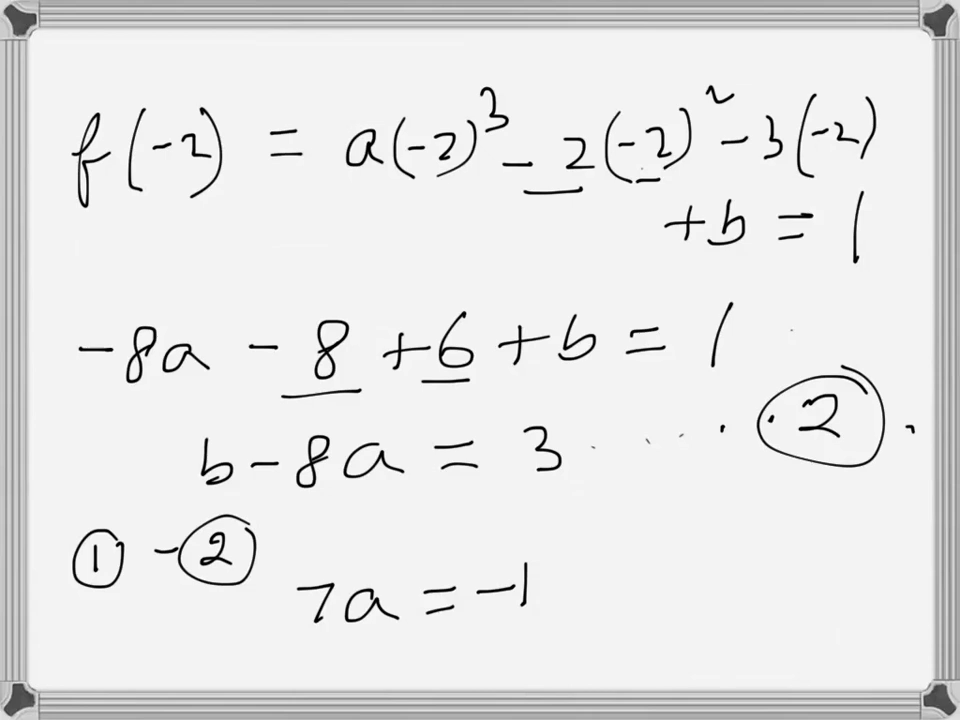 f(-2) = a(-2)³ - 2(-2)² - 3(-2)
+b = 1
-8a - 8 + 6 + b = 1
b - 8a = 3 ..... ②.
① - ②
7a = -1